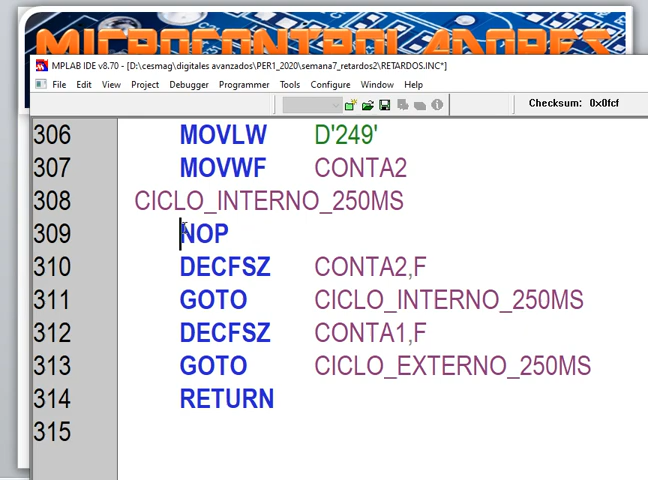 MICROCONTROLADORES
MPLAB IDE v8.70 - [D:\cesmag\digitales avanzados\PER1_2020\semana7_retardos2\RETARDOS.INC*]
File Edit View Project Debugger Programmer Tools Configure Window Help
Checksum: 0x0fcf
306 MOVLW D'249'
307 MOVWF CONTA2
308 CICLO_INTERNO_250MS
309 NOP
310 DECFSZ CONTA2,F
311 GOTO CICLO_INTERNO_250MS
312 DECFSZ CONTA1,F
313 GOTO CICLO_EXTERNO_250MS
314 RETURN
315